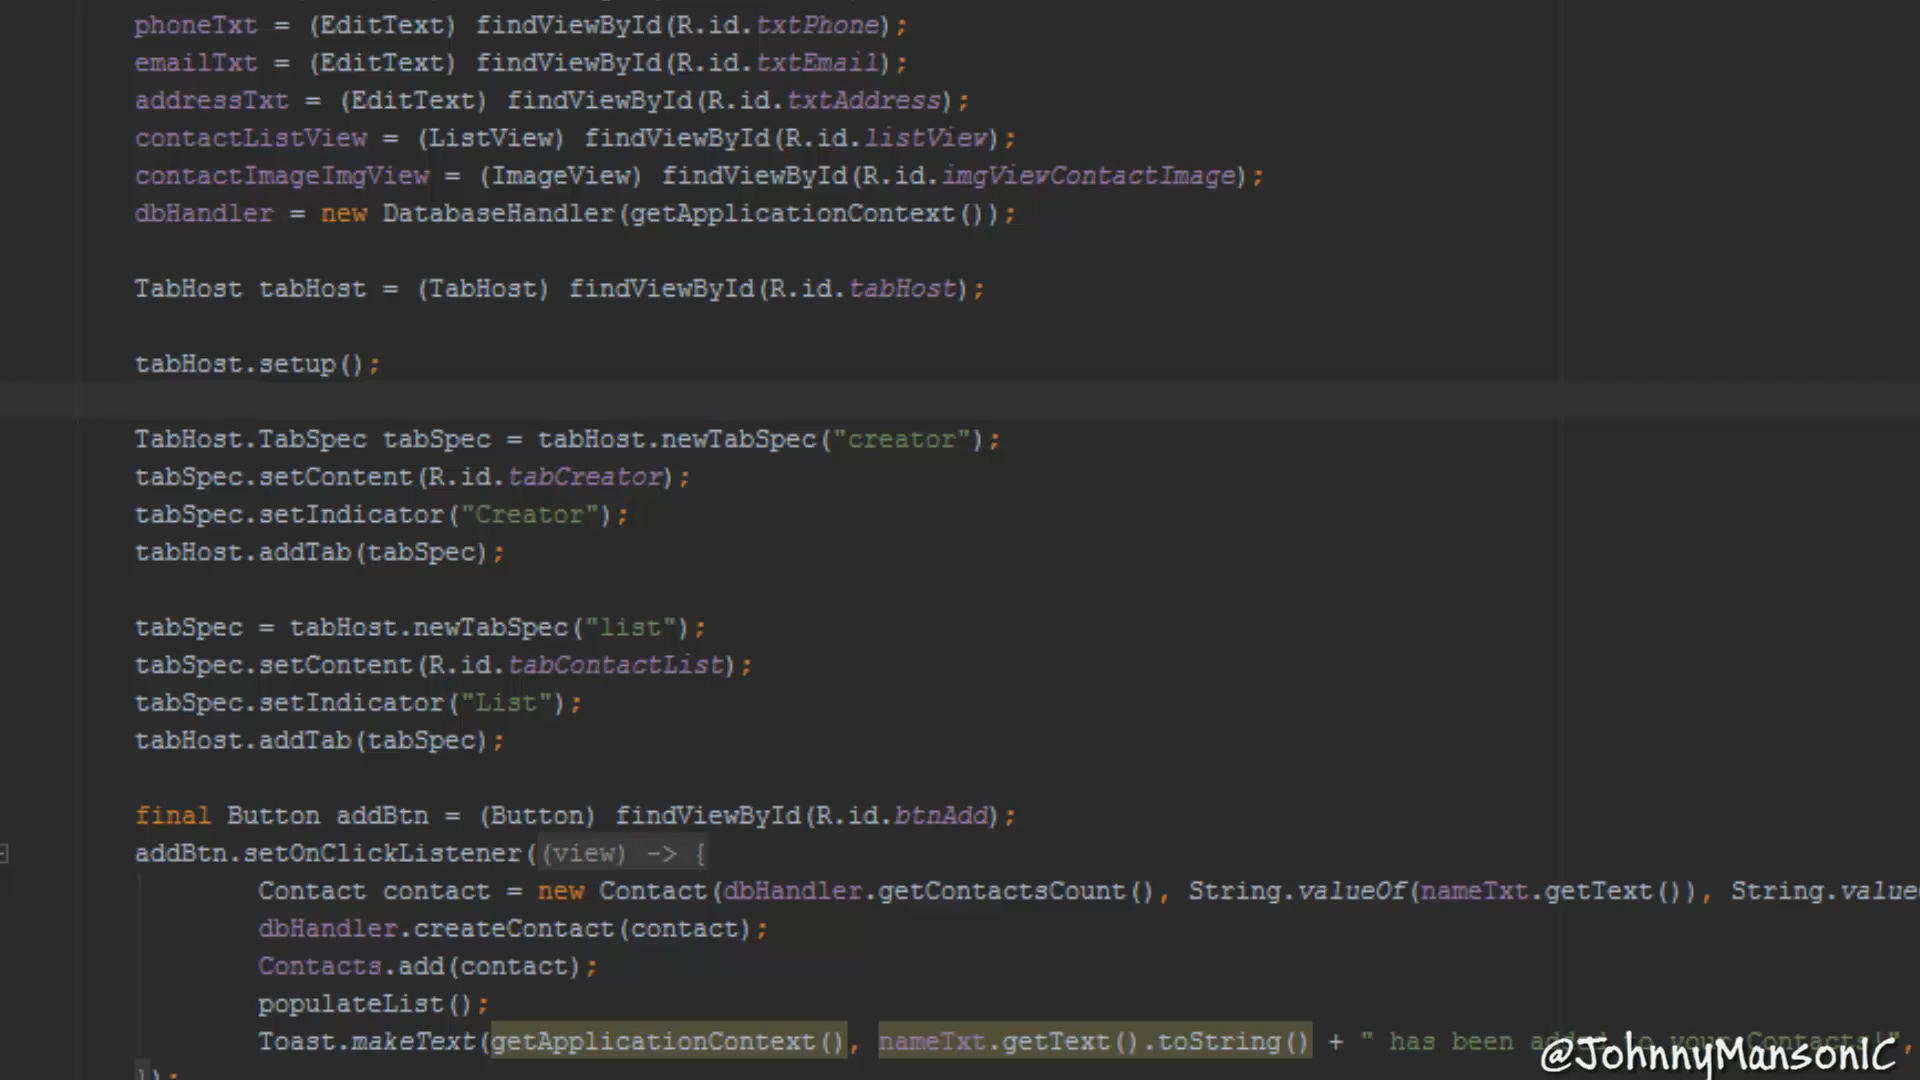 phoneTxt = (EditText) findViewById(R.id.txtPhone);
emailTxt = (EditText) findViewById(R.id.txtEmail);
addressTxt = (EditText) findViewById(R.id.txtAddress);
contactListView = (ListView) findViewById(R.id.listView);
contactImageImgView = (ImageView) findViewById(R.id.imgViewContactImage);
dbHandler = new DatabaseHandler(getApplicationContext());
TabHost tabHost = (TabHost) findViewById(R.id.tabHost);
tabHost.setup();
TabHost.TabSpec tabSpec = tabHost.newTabSpec("creator");
tabSpec.setContent(R.id.tabCreator);
tabSpec.setIndicator("Creator");
tabHost.addTab(tabSpec);
tabSpec = tabHost.newTabSpec("list");
tabSpec.setContent(R.id.tabContactList);
tabSpec.setIndicator("List");
tabHost.addTab(tabSpec);
final Button addBtn = (Button) findViewById(R.id.btnAdd);
addBtn.setOnClickListener((view) -> {
Contact contact = new Contact(dbHandler.getContactsCount(), String.valueOf(nameTxt.getText()), String.value
dbHandler.createContact(contact);
Contacts.add(contact);
populateList();
Toast.makeText(getApplicationContext(), nameTxt.getText().toString() + " has been added to your Contacts!",
});
@JohnnyMansonIC